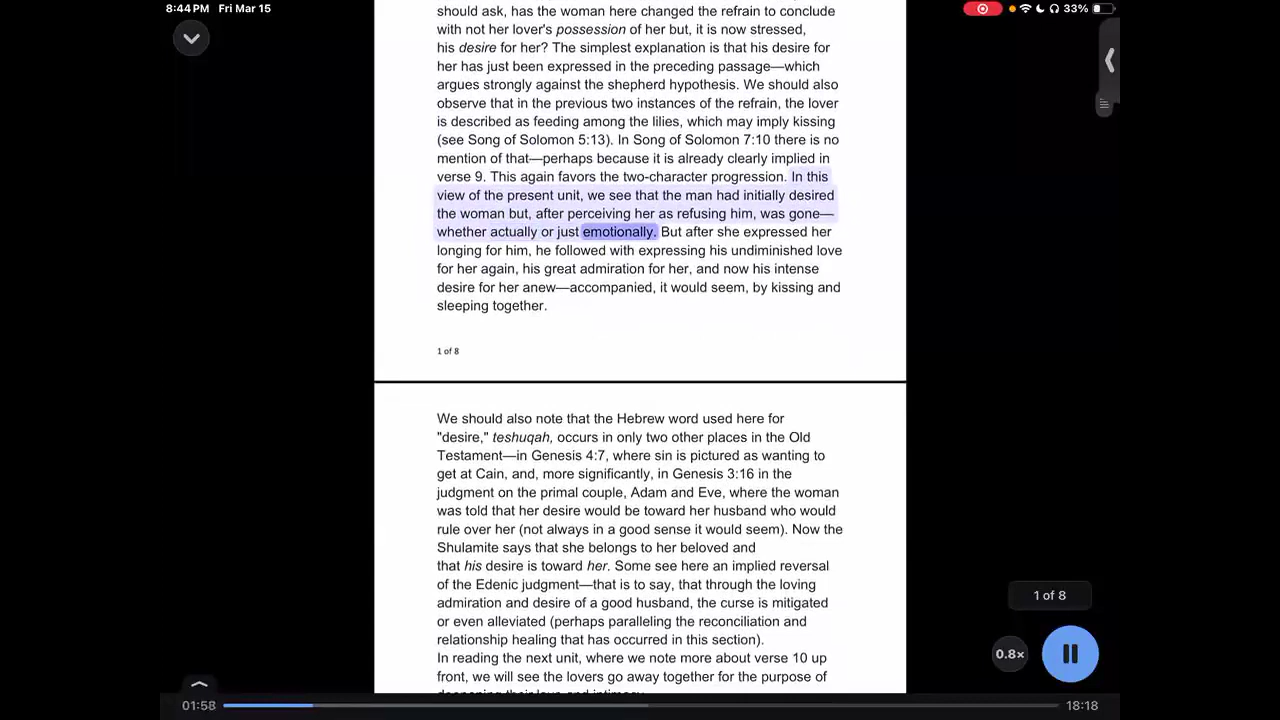 8:44 PM Fri Mar 15
33%
should ask, has the woman here changed the refrain to conclude
with not her lover's possession of her but, it is now stressed,
his desire for her? The simplest explanation is that his desire for
her has just been expressed in the preceding passage—which
argues strongly against the shepherd hypothesis. We should also
observe that in the previous two instances of the refrain, the lover
is described as feeding among the lilies, which may imply kissing
(see Song of Solomon 5:13). In Song of Solomon 7:10 there is no
mention of that—perhaps because it is already clearly implied in
verse 9. This again favors the two-character progression. In this
view of the present unit, we see that the man had initially desired
the woman but, after perceiving her as refusing him, was gone—
whether actually or just emotionally. But after she expressed her
longing for him, he followed with expressing his undiminished love
for her again, his great admiration for her, and now his intense
desire for her anew—accompanied, it would seem, by kissing and
sleeping together.
1 of 8
We should also note that the Hebrew word used here for
"desire," teshuqah, occurs in only two other places in the Old
Testament—in Genesis 4:7, where sin is pictured as wanting to
get at Cain, and, more significantly, in Genesis 3:16 in the
judgment on the primal couple, Adam and Eve, where the woman
was told that her desire would be toward her husband who would
rule over her (not always in a good sense it would seem). Now the
Shulamite says that she belongs to her beloved and
that his desire is toward her. Some see here an implied reversal
of the Edenic judgment—that is to say, that through the loving
admiration and desire of a good husband, the curse is mitigated
or even alleviated (perhaps paralleling the reconciliation and
relationship healing that has occurred in this section).
In reading the next unit, where we note more about verse 10 up
front, we will see the lovers go away together for the purpose of
deepening their love and intimacy.
1 of 8
0.8×
01:58
18:18